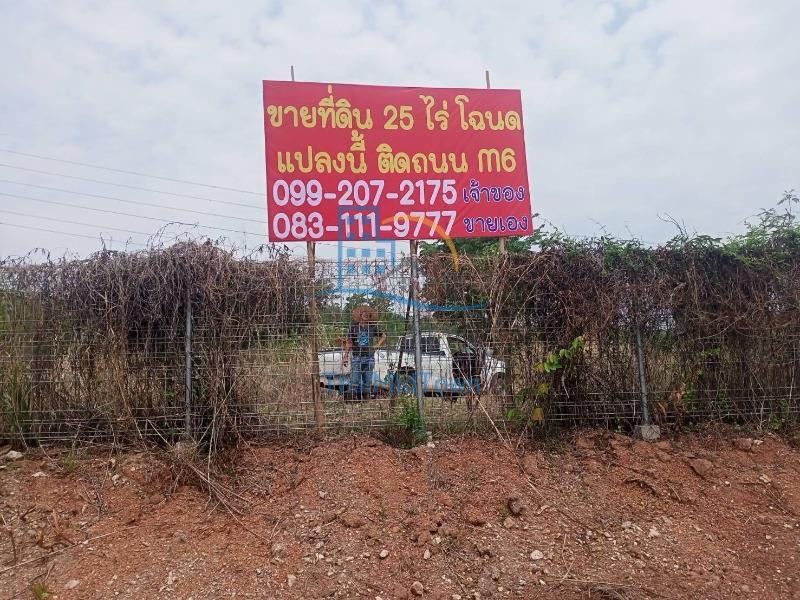 ขายที่ดิน 25 ไร่ โฉนด
แปลงนี้ ติดถนน M6
099-207-2175 เจ้าของ
083-111-9777 ขายเอง